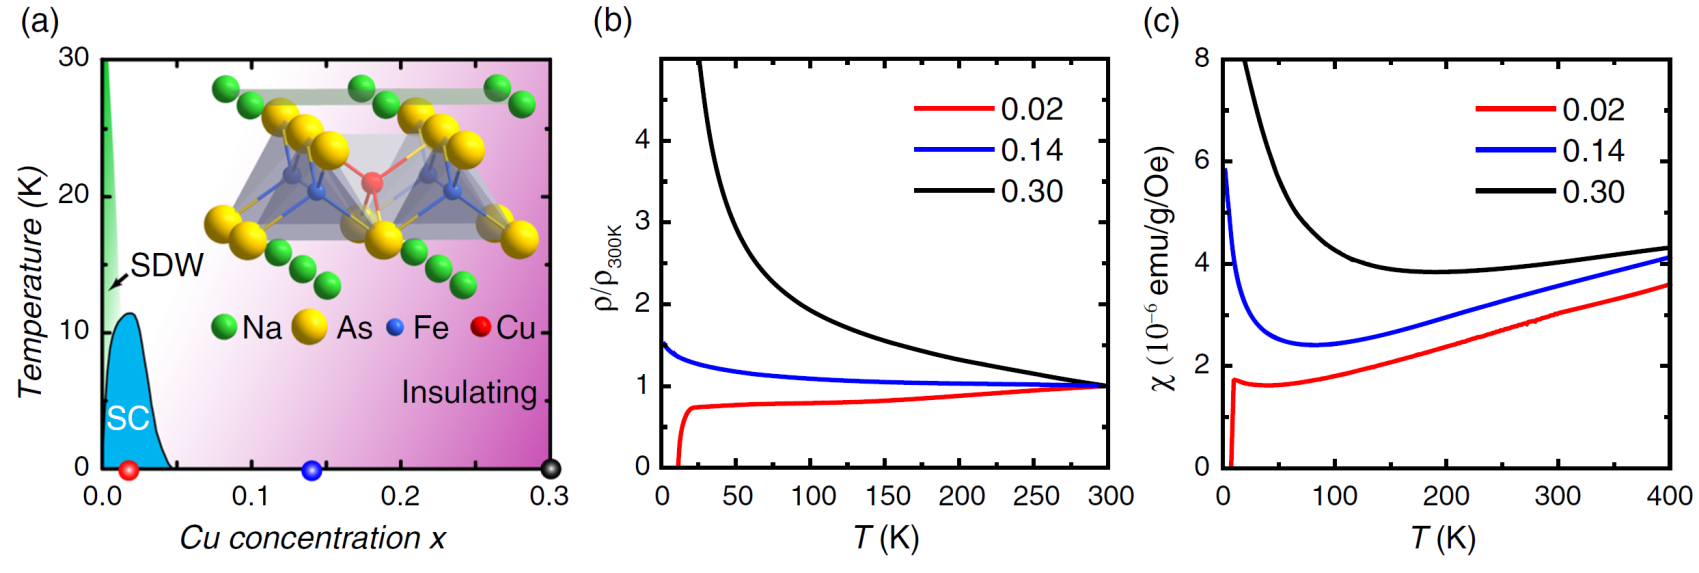 (a)
30
20
10
0
Temperature (K)
SDW
SC
Na
As
Fe
Cu
Insulating
0.0
0.1
0.2
0.3
Cu concentration x
(b)
4
3
2
1
0
ρ/ρ300K
0.02
0.14
0.30
0
50
100
150
200
250
300
T (K)
(c)
8
6
4
2
0
χ (10⁻⁶ emu/g/Oe)
0.02
0.14
0.30
0
100
200
300
400
T (K)